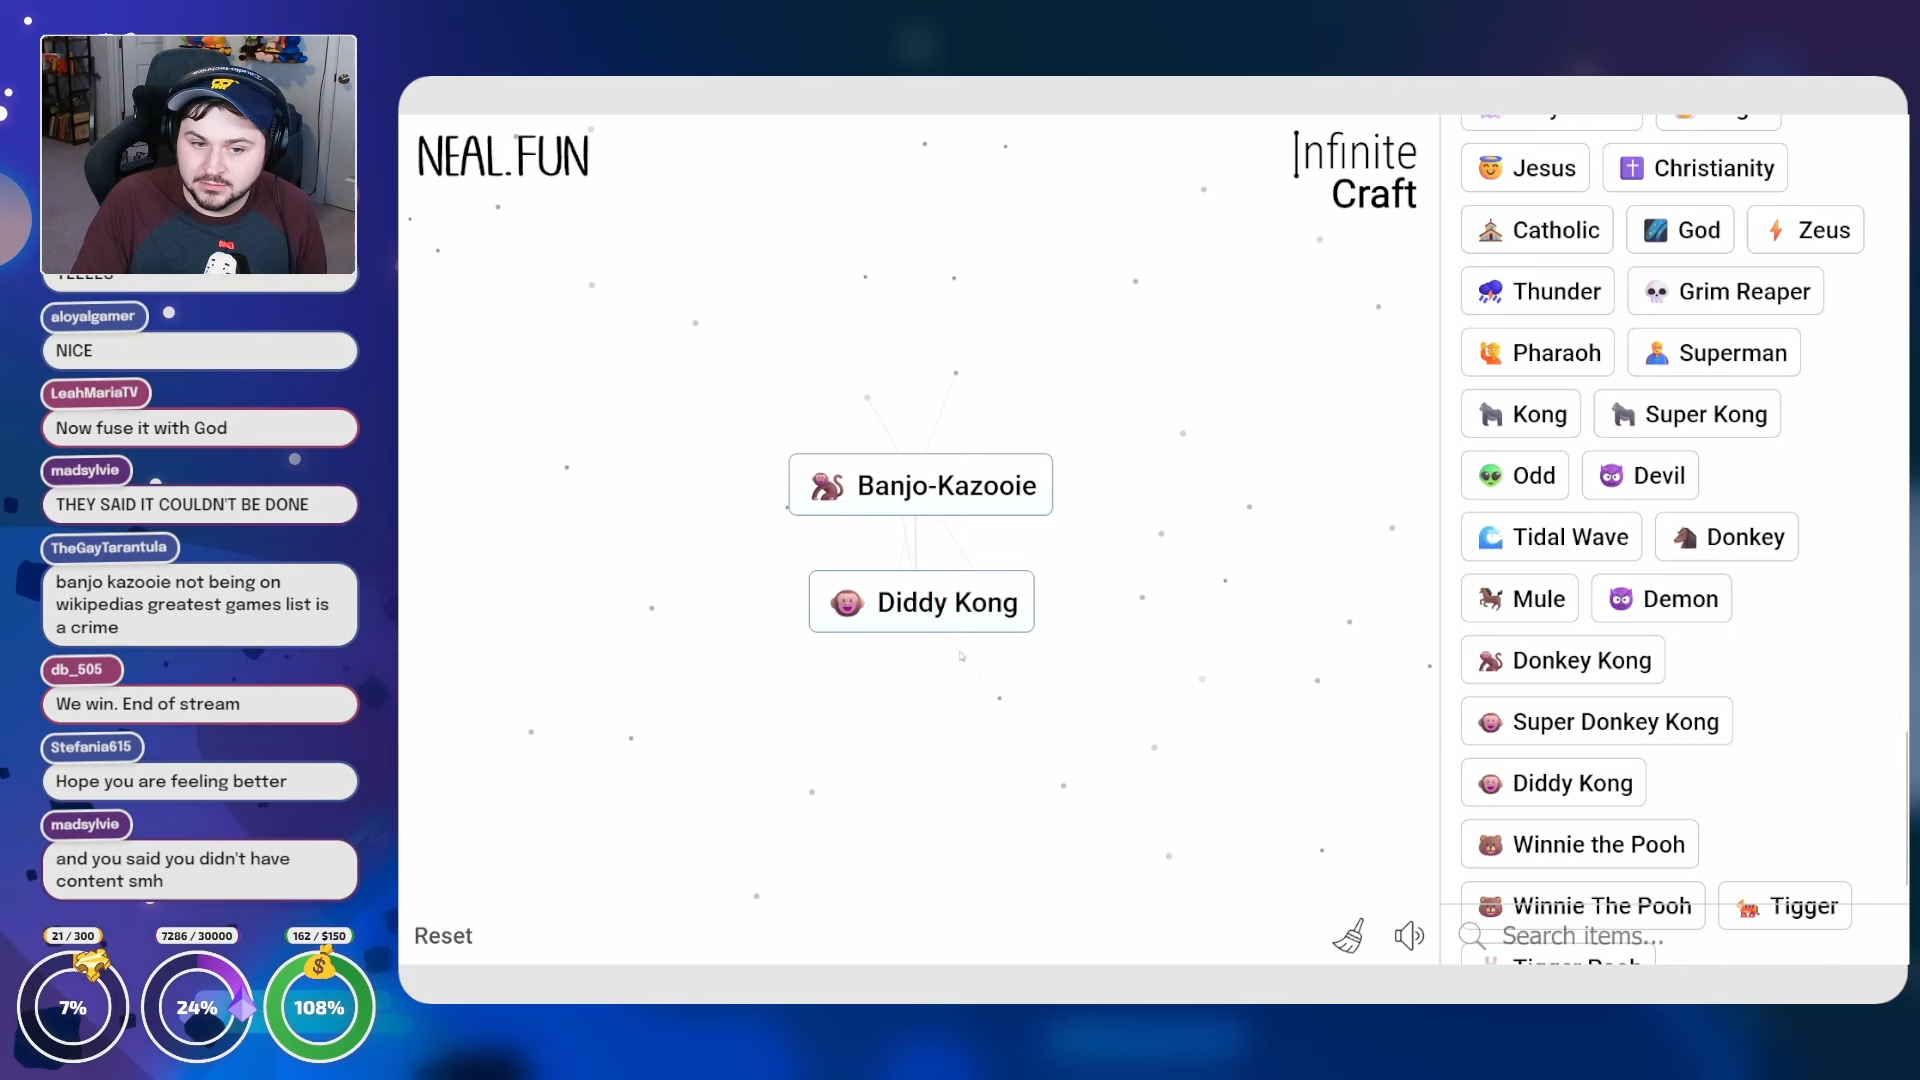 aloyalgamer
NICE
LeahMariaTV
Now fuse it with God
madsylvie
THEY SAID IT COULDN'T BE DONE
TheGayTarantula
banjo kazooie not being on
wikipedias greatest games list is
a crime
db_505
We win. End of stream
Stefania615
Hope you are feeling better
madsylvie
and you said you didn't have
content smh
21 / 300
7286 / 30000
162 / $150
7%
24%
108%
NEAL.FUN
Infinite
Craft
Banjo-Kazooie
Diddy Kong
Reset
Jesus
Christianity
Catholic
God
Zeus
Thunder
Grim Reaper
Pharaoh
Superman
Kong
Super Kong
Odd
Devil
Tidal Wave
Donkey
Mule
Demon
Donkey Kong
Super Donkey Kong
Diddy Kong
Winnie the Pooh
Winnie The Pooh
Tigger
Search items...